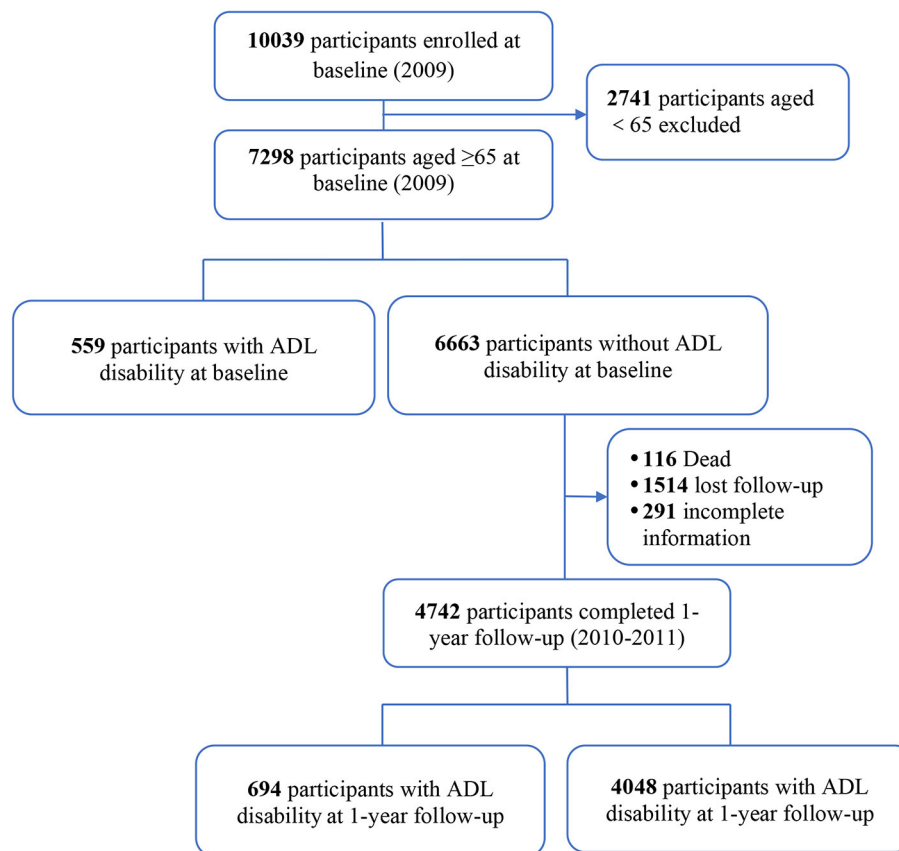 10039 participants enrolled at
baseline (2009)
2741 participants aged
< 65 excluded
7298 participants aged ≥65 at
baseline (2009)
559 participants with ADL
disability at baseline
6663 participants without ADL
disability at baseline
• 116 Dead
• 1514 lost follow-up
• 291 incomplete
information
4742 participants completed 1-
year follow-up (2010-2011)
694 participants with ADL
disability at 1-year follow-up
4048 participants with ADL
disability at 1-year follow-up